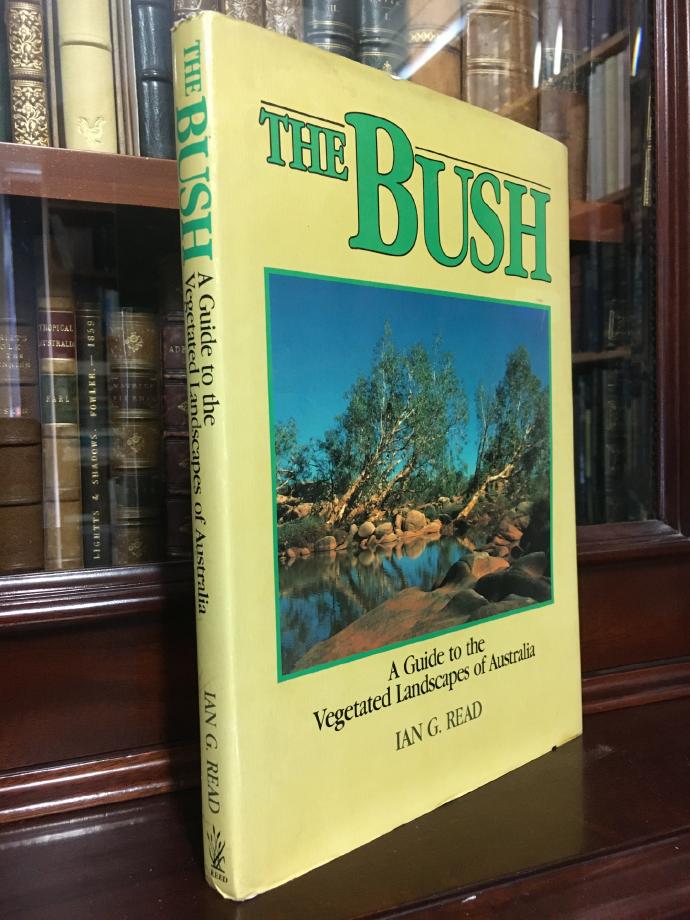 THE BUSH
A Guide to the
Vegetated Landscapes of Australia
IAN G. READ
THE BUSH
A Guide to the
Vegetated Landscapes of Australia
IAN G. READ
REED
TROPICAL
AUSTRALIA
EARL
LIGHTS & SHADOWS. FOWLER. 1859